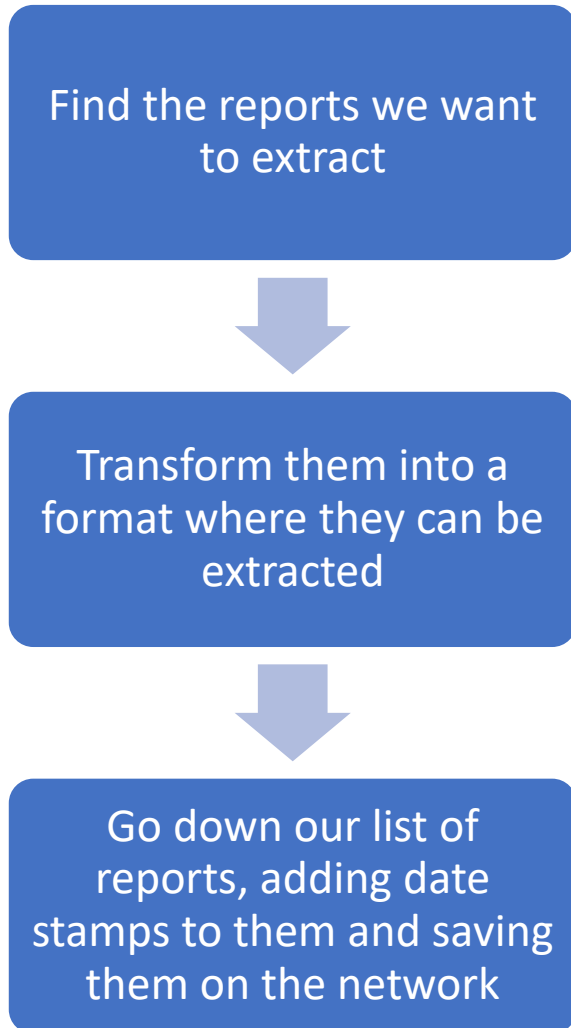 Find the reports we want
to extract
Transform them into a
format where they can be
extracted
Go down our list of
reports, adding date
stamps to them and saving
them on the network